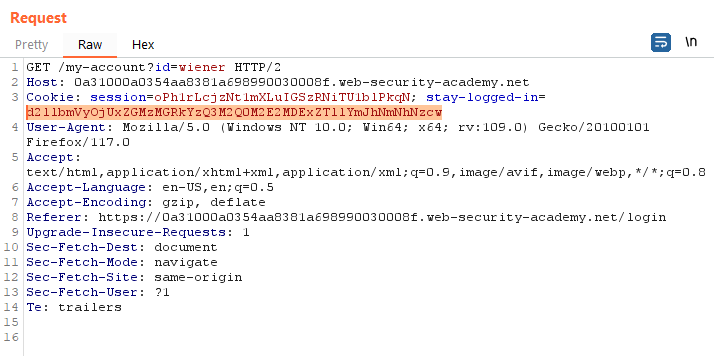 Request
Pretty Raw Hex
\n
1 GET /my-account?id=wiener HTTP/2
2 Host: 0a31000a0354aa8381a698990030008f.web-security-academy.net
3 Cookie: session=oPh1rLcjzNt1mXLuIGSzRNiTU1blPkqN; stay-logged-in=
d2llbmVyOjUxZGMzMGRkYzQ3M2Q0M2E2MDExZTllYmJhNmNhNzcw
4 User-Agent: Mozilla/5.0 (Windows NT 10.0; Win64; x64; rv:109.0) Gecko/20100101
Firefox/117.0
5 Accept:
text/html,application/xhtml+xml,application/xml;q=0.9,image/avif,image/webp,*/*;q=0.8
6 Accept-Language: en-US,en;q=0.5
7 Accept-Encoding: gzip, deflate
8 Referer: https://0a31000a0354aa8381a698990030008f.web-security-academy.net/login
9 Upgrade-Insecure-Requests: 1
10 Sec-Fetch-Dest: document
11 Sec-Fetch-Mode: navigate
12 Sec-Fetch-Site: same-origin
13 Sec-Fetch-User: ?1
14 Te: trailers
15
16